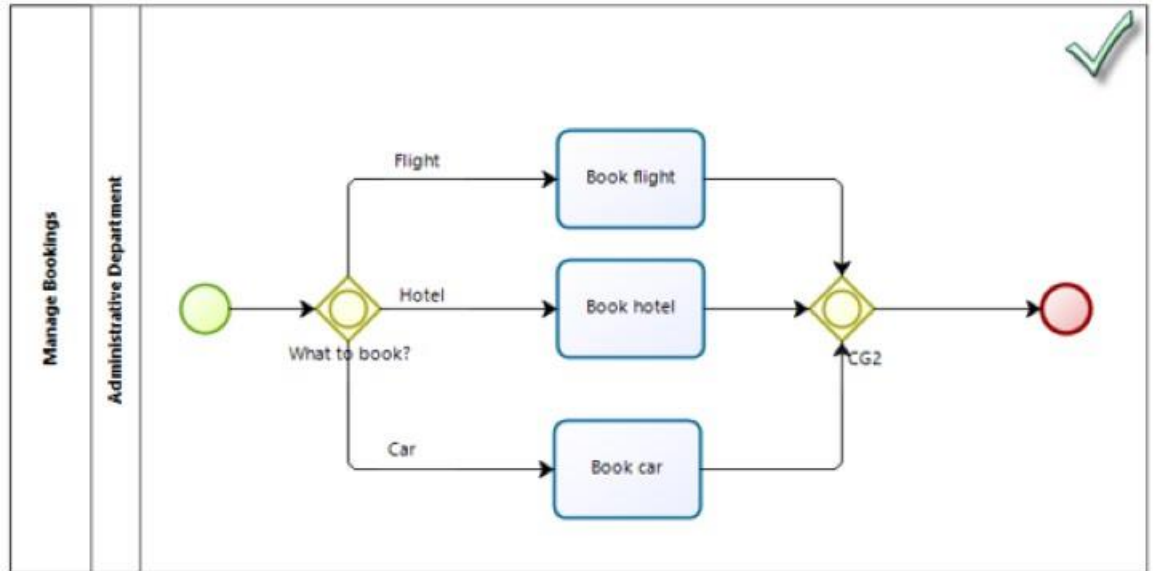 Manage Bookings
Administrative Department
Flight
Book flight
Hotel
Book hotel
What to book?
CG2
Car
Book car